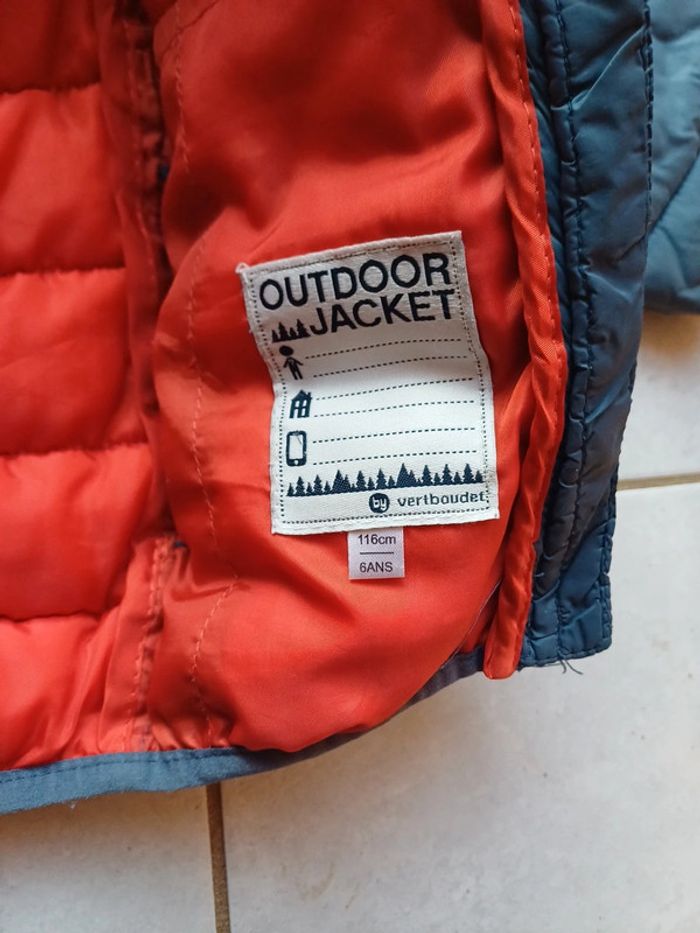 OUTDOOR
JACKET
by vertbaudet
116cm
6ANS